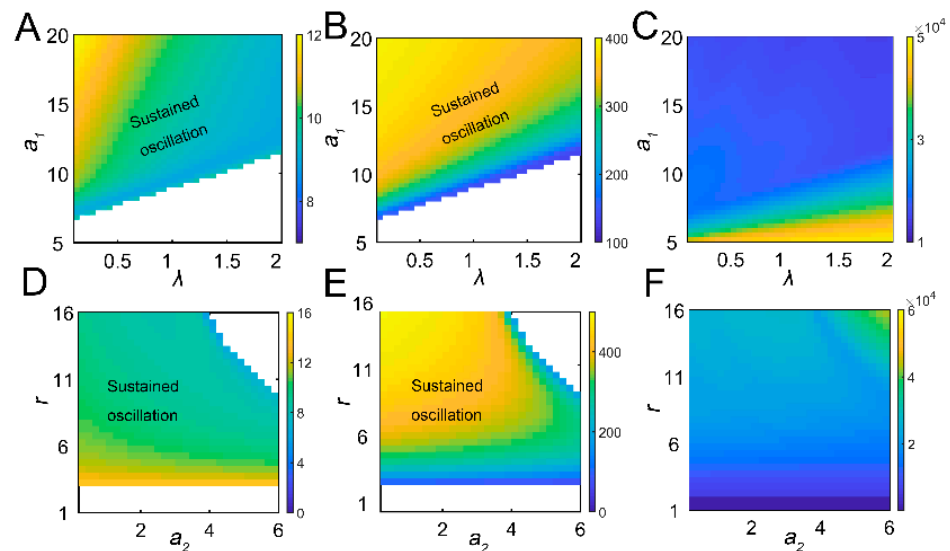 A
20
15
10
5
a1
0.5 1 1.5 2
λ
Sustained
oscillation
12
10
8
B
20
15
10
5
a1
0.5 1 1.5 2
λ
Sustained
oscillation
400
300
200
100
C
20
15
10
5
a1
0.5 1 1.5 2
λ
×10⁴
5
3
1
D
16
11
6
1
r
2 4 6
a2
Sustained
oscillation
16
12
8
4
0
E
16
11
6
1
r
2 4 6
a2
Sustained
oscillation
400
200
0
F
16
11
6
1
r
2 4 6
a2
×10⁴
6
4
2